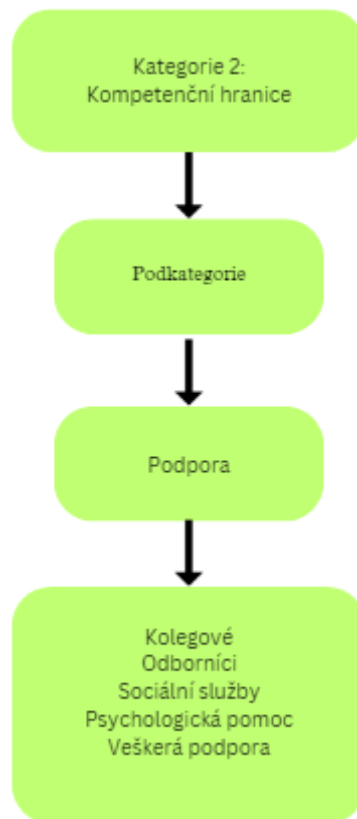 Kategorie 2:
Kompetenční hranice
Podkategorie
Podpora
Kolegové
Odborníci
Sociální služby
Psychologická pomoc
Veškerá podpora